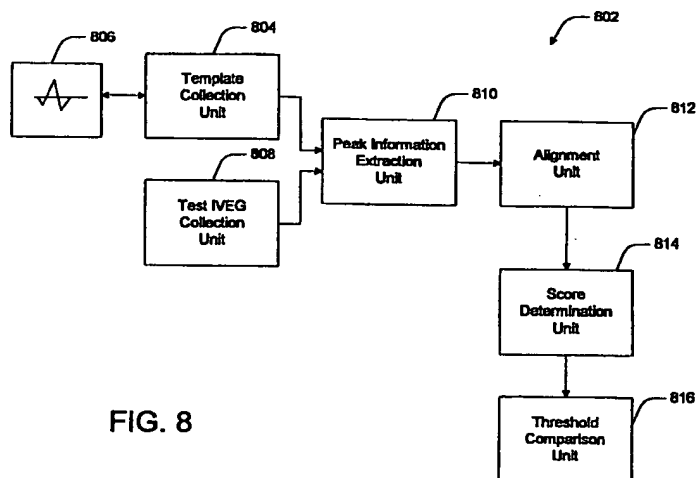 806
804
802
Template
Collection
Unit
810
Peak Information
Extraction
Unit
812
Alignment
Unit
808
Test IVEG
Collection
Unit
814
Score
Determination
Unit
816
Threshold
Comparison
Unit
FIG. 8